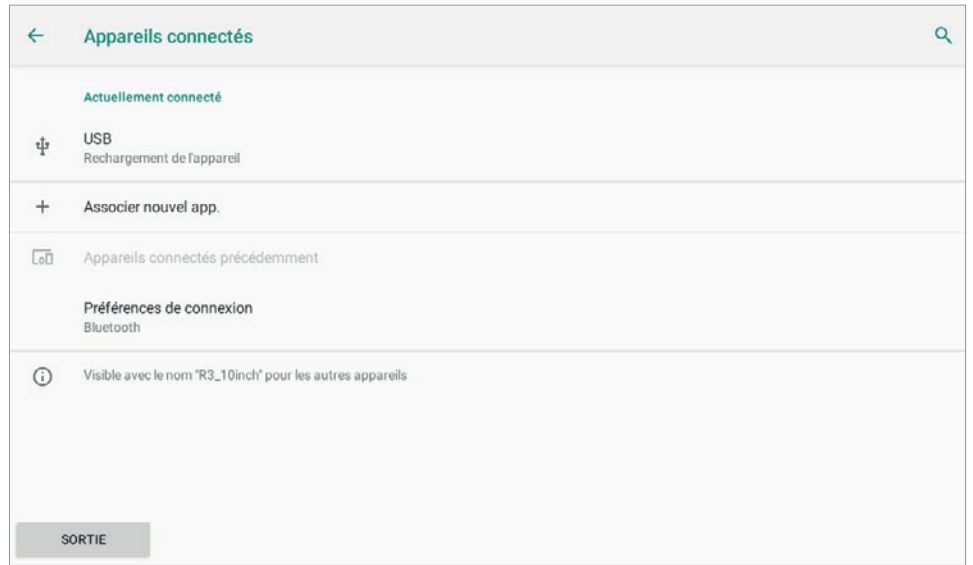 Appareils connectés
Actuellement connecté
USB
Rechargement de l'appareil
Associer nouvel app.
Appareils connectés précédemment
Préférences de connexion
Bluetooth
Visible avec le nom "R3_10inch" pour les autres appareils
SORTIE